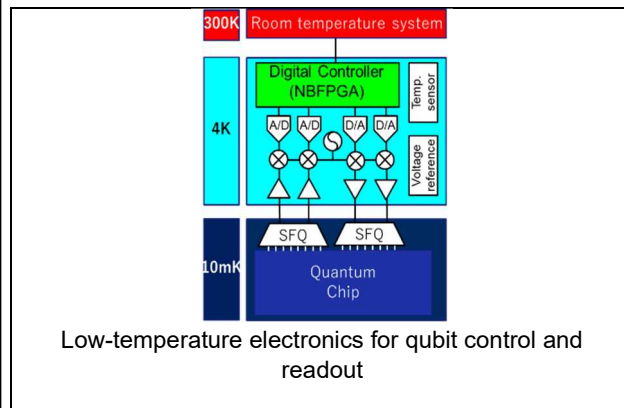 300K Room temperature system
Digital Controller
(NBFPGA)
Temp.
sensor
4K
A/D A/D D/A D/A
Voltage
reference
SFQ SFQ
10mK
Quantum
Chip
Low-temperature electronics for qubit control and
readout